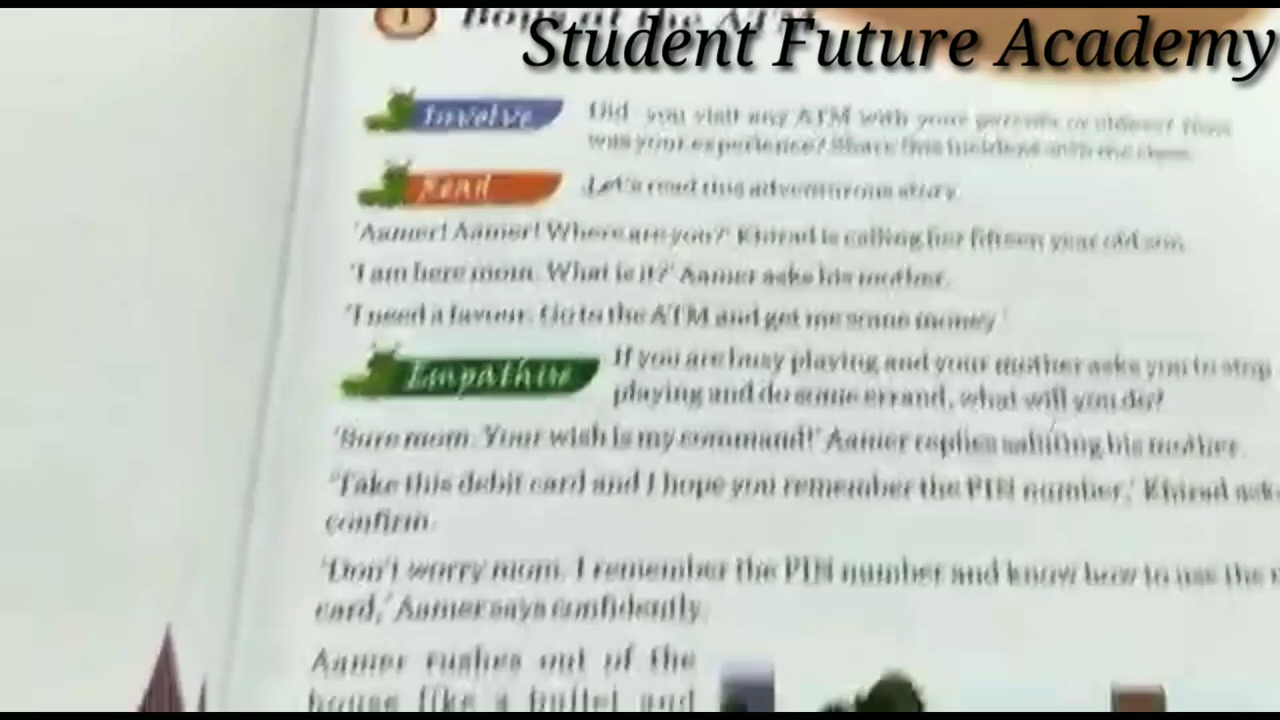 1 at the ATM
Student Future Academy
Involve Did you visit any ATM with your parents or
was your experience? Share this incident with the class.
Read Let's read this adventurous story.
'Aamer! Aamer! Where are you?' Khirad is calling her fifteen year old son.
'I am here mom. What is it?' Aamer asks his mother.
'I need a favour. Go to the ATM and get me some money.'
Empathise If you are busy playing and your mother asks you to stop
playing and do some errand, what will you do?
'Sure mom. Your wish is my command!' Aamer replies saluting his mother.
'Take this debit card and I hope you remember the PIN number,' Khirad ask
confirm.
'Don't worry mom. I remember the PIN number and know how to use the
card,' Aamer says confidently.
Aamer rushes out of the
house like a bullet and